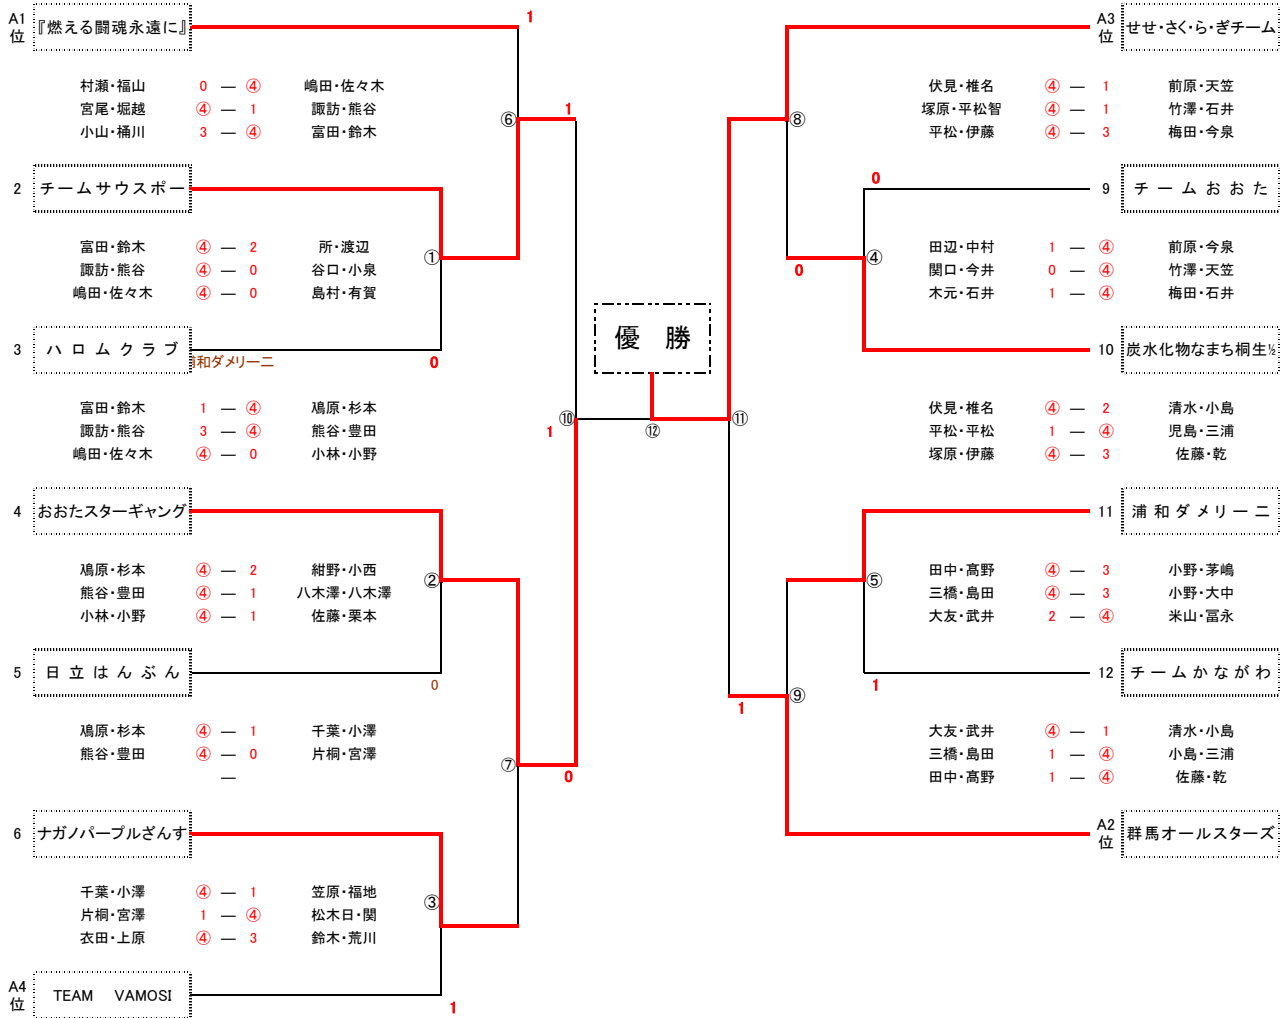 A1位 『燃える闘魂永遠に』 1
村瀬・福山 0 ― ④ 嶋田・佐々木
宮尾・堀越 ④ ― 1 諏訪・熊谷
小山・桶川 3 ― ④ 富田・鈴木
⑥ 1
2 チームサウスポー
富田・鈴木 ④ ― 2 所・渡辺
諏訪・熊谷 ④ ― 0 谷口・小泉
嶋田・佐々木 ④ ― 0 島村・有賀
①
3 ハロムクラブ
和ダメリーニ 0
富田・鈴木 1 ― ④ 鳰原・杉本
諏訪・熊谷 3 ― ④ 熊谷・豊田
嶋田・佐々木 ④ ― 0 小林・小野
⑩ 1
4 おおたスターギャング
鳰原・杉本 ④ ― 2 紺野・小西
熊谷・豊田 ④ ― 1 八木澤・八木澤
小林・小野 ④ ― 1 佐藤・栗本
②
5 日立はんぶん
0
鳰原・杉本 ④ ― 1 千葉・小澤
熊谷・豊田 ④ ― 0 片桐・宮澤
―
⑦ 0
6 ナガノパープルざんす
千葉・小澤 ④ ― 1 笠原・福地
片桐・宮澤 1 ― ④ 松木日・関
衣田・上原 ④ ― 3 鈴木・荒川
③
A4位 TEAM VAMOSI
1
優勝
⑫
A3位 せせ・さく・ら・ぎチーム
伏見・椎名 ④ ― 1 前原・天笠
塚原・平松智 ④ ― 1 竹澤・石井
平松・伊藤 ④ ― 3 梅田・今泉
⑧
0
9 チームおおた
田辺・中村 1 ― ④ 前原・今泉
関口・今井 0 ― ④ 竹澤・天笠
木元・石井 1 ― ④ 梅田・石井
④
0
10 炭水化物なまち桐生½
伏見・椎名 ④ ― 2 清水・小島
平松・平松 1 ― ④ 児島・三浦
塚原・伊藤 ④ ― 3 佐藤・乾
⑪
11 浦和ダメリーニ
田中・髙野 ④ ― 3 小野・茅嶋
三橋・島田 ④ ― 3 小野・大中
大友・武井 2 ― ④ 米山・冨永
⑤
12 チームかながわ
1
⑨
1
大友・武井 ④ ― 1 清水・小島
三橋・島田 1 ― ④ 小島・三浦
田中・髙野 1 ― ④ 佐藤・乾
A2位 群馬オールスターズ